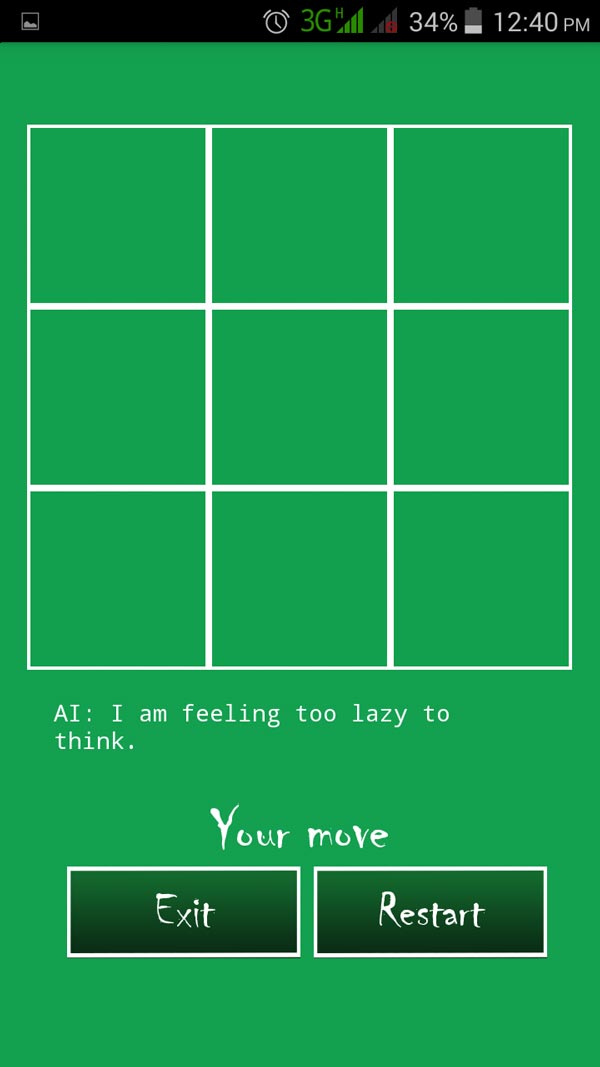 3G H 34% 12:40 PM
AI: I am feeling too lazy to
think.
Your move
Exit Restart